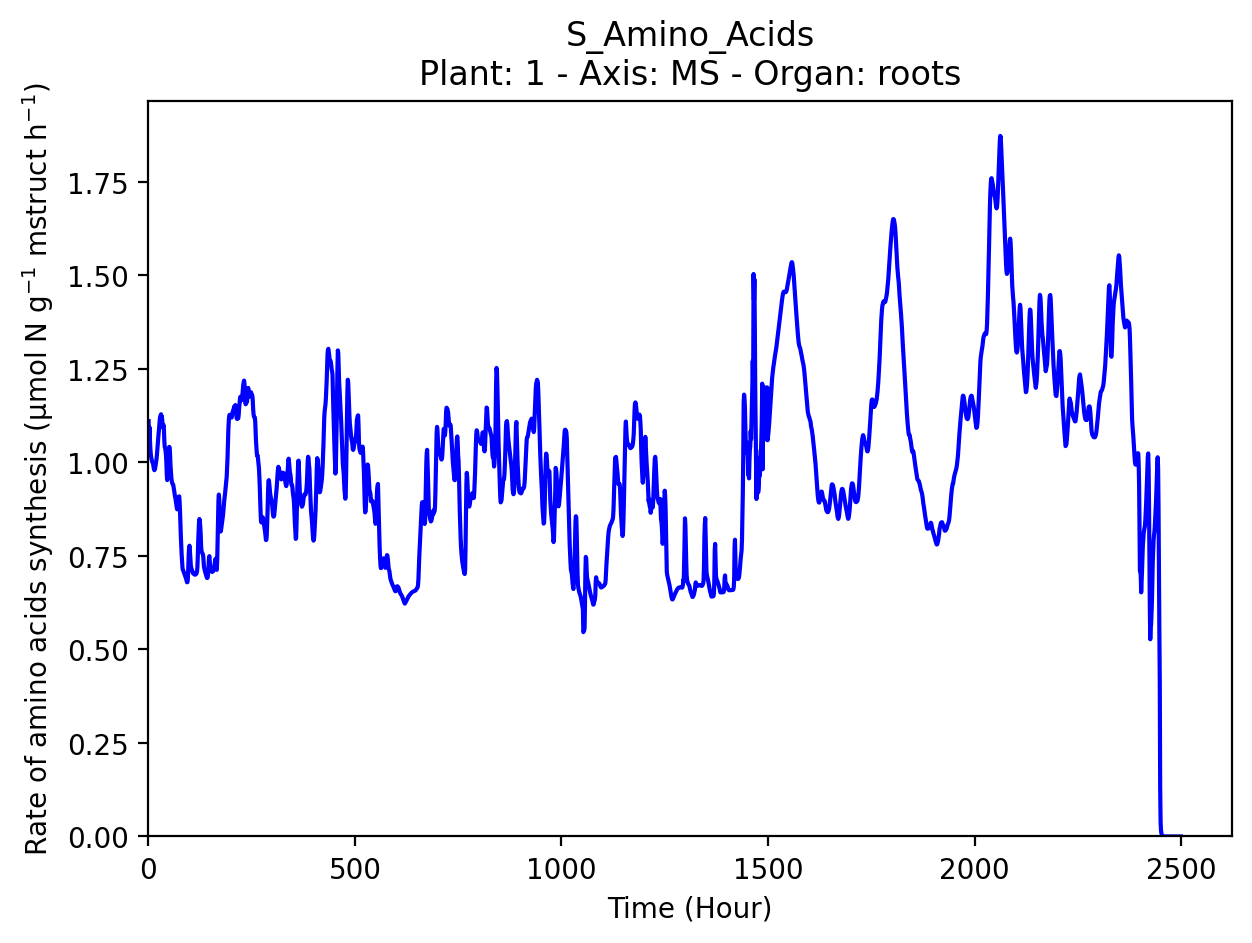 S_Amino_Acids
Plant: 1 - Axis: MS - Organ: roots
Rate of amino acids synthesis (µmol N g⁻¹ mstruct h⁻¹)
1.75
1.50
1.25
1.00
0.75
0.50
0.25
0.00
0 500 1000 1500 2000 2500
Time (Hour)